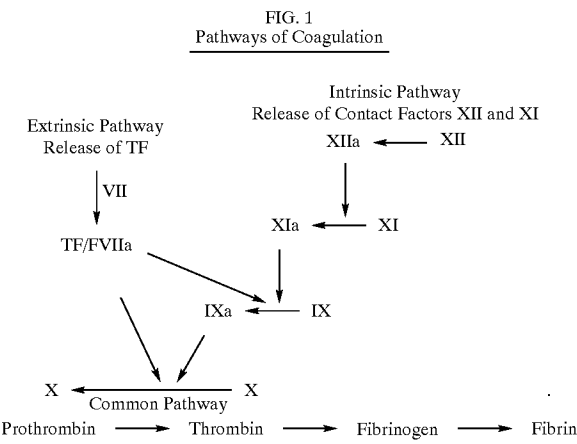 FIG. 1
Pathways of Coagulation
Intrinsic Pathway
Release of Contact Factors XII and XI
Extrinsic Pathway
Release of TF
XIIa
XII
VII
XIa
XI
TF/FVIIa
IXa
IX
X
X
Common Pathway
Prothrombin
Thrombin
Fibrinogen
Fibrin